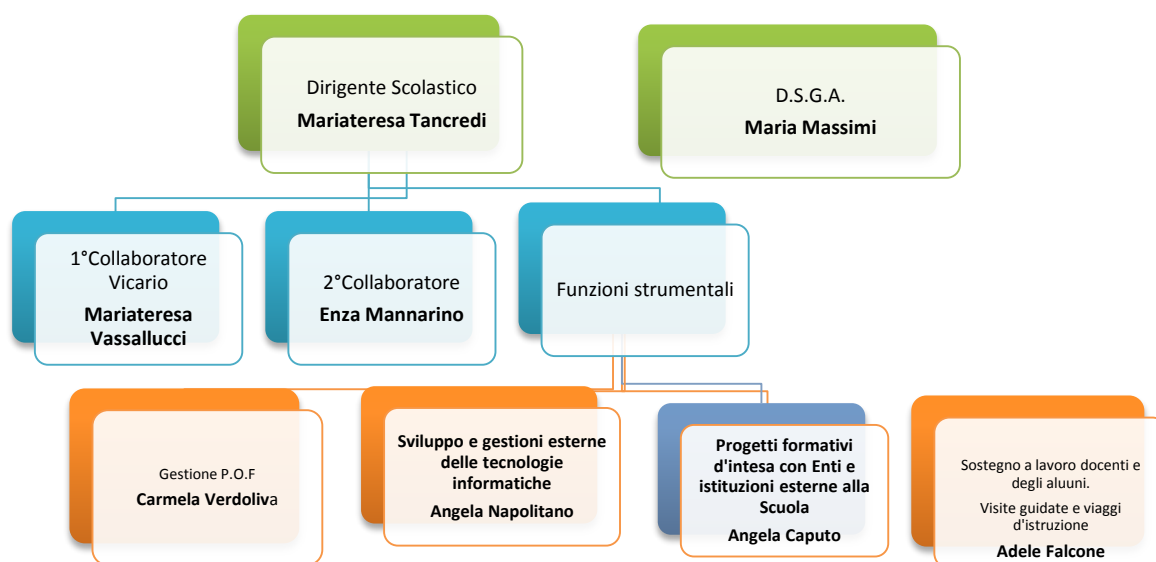 Dirigente Scolastico
Mariateresa Tancredi
D.S.G.A.
Maria Massimi
1°Collaboratore
Vicario
Mariateresa
Vassallucci
2°Collaboratore
Enza Mannarino
Funzioni strumentali
Gestione P.O.F
Carmela Verdoliva
Sviluppo e gestioni esterne
delle tecnologie
informatiche
Angela Napolitano
Progetti formativi
d'intesa con Enti e
istituzioni esterne alla
Scuola
Angela Caputo
Sostegno a lavoro docenti e
degli aluuni.
Visite guidate e viaggi
d'istruzione
Adele Falcone